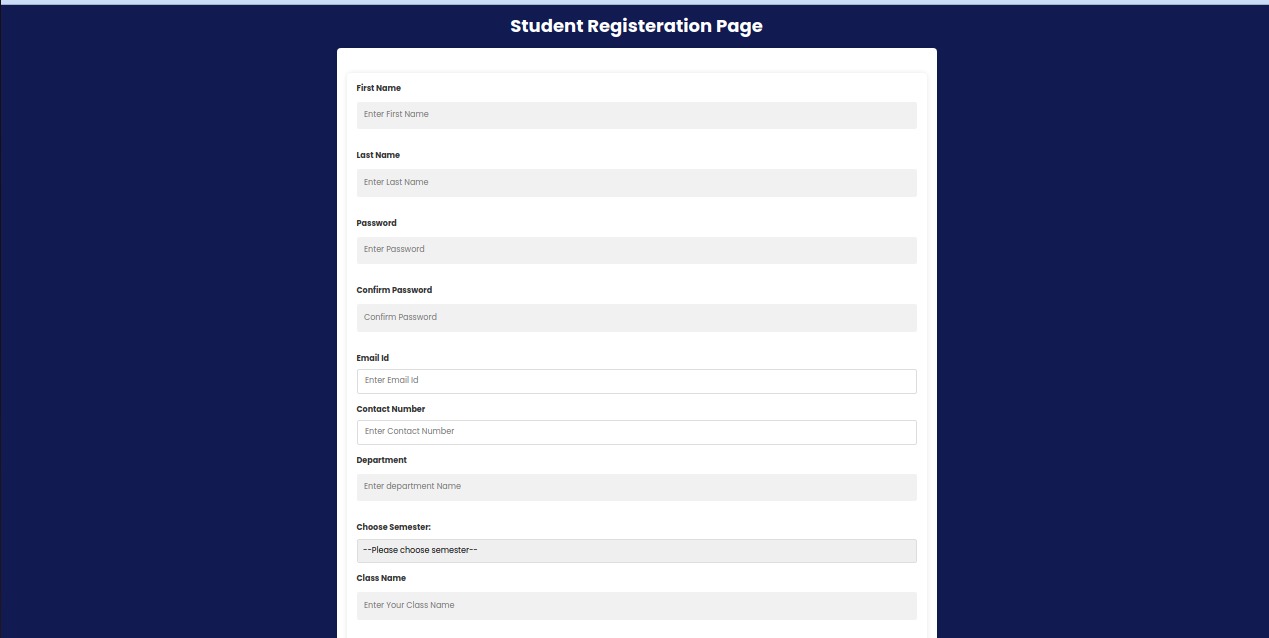 Student Registeration Page
First Name
Enter First Name
Last Name
Enter Last Name
Password
Enter Password
Confirm Password
Confirm Password
Email Id
Enter Email Id
Contact Number
Enter Contact Number
Department
Enter department Name
Choose Semester:
--Please choose semester--
Class Name
Enter Your Class Name